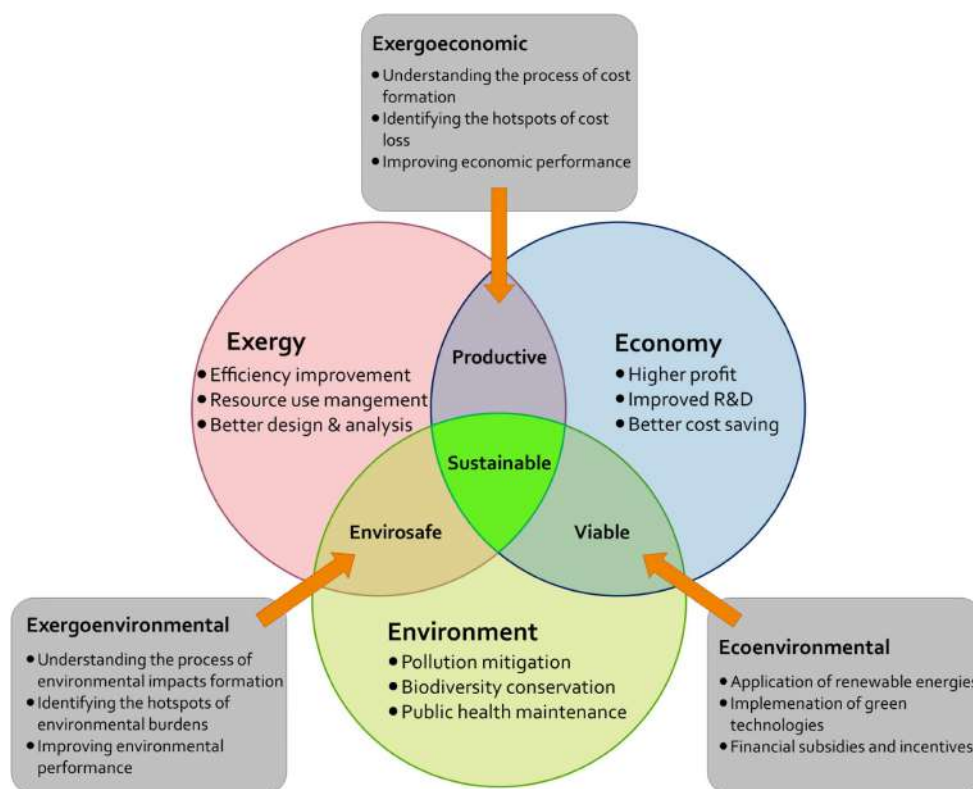 Exergoeconomic
• Understanding the process of cost
formation
• Identifying the hotspots of cost
loss
• Improving economic performance
Exergy
• Efficiency improvement
• Resource use mangement
• Better design & analysis
Productive
Economy
• Higher profit
• Improved R&D
• Better cost saving
Sustainable
Envirosafe
Viable
Environment
• Pollution mitigation
• Biodiversity conservation
• Public health maintenance
Exergoenvironmental
• Understanding the process of
environmental impacts formation
• Identifying the hotspots of
environmental burdens
• Improving environmental
performance
Ecoenvironmental
• Application of renewable energies
• Implemenation of green
technologies
• Financial subsidies and incentives